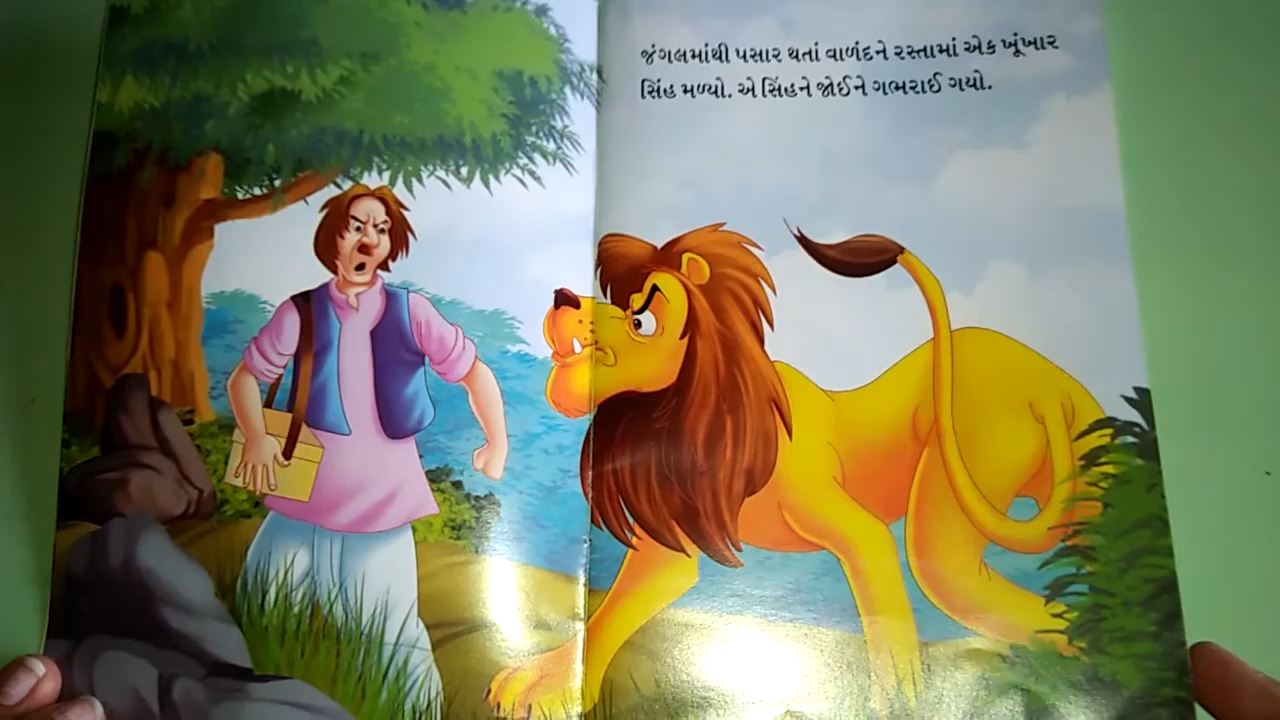 જંગલમાંથી પસાર થતાં વાળંદને રસ્તામાં એક ખૂંખાર
સિંહ મળ્યો. એ સિંહને જોઈને ગભરાઈ ગયો.